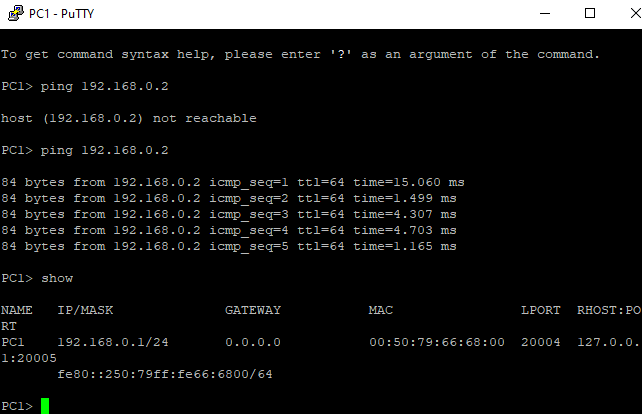 PC1 - PuTTY
To get command syntax help, please enter '?' as an argument of the command.
PC1> ping 192.168.0.2
host (192.168.0.2) not reachable
PC1> ping 192.168.0.2
84 bytes from 192.168.0.2 icmp_seq=1 ttl=64 time=15.060 ms
84 bytes from 192.168.0.2 icmp_seq=2 ttl=64 time=1.499 ms
84 bytes from 192.168.0.2 icmp_seq=3 ttl=64 time=4.307 ms
84 bytes from 192.168.0.2 icmp_seq=4 ttl=64 time=4.703 ms
84 bytes from 192.168.0.2 icmp_seq=5 ttl=64 time=1.165 ms
PC1> show
NAME   IP/MASK              GATEWAY           MAC                LPORT  RHOST:PO
RT
PC1    192.168.0.1/24       0.0.0.0           00:50:79:66:68:00  20004  127.0.0.
1:20005
       fe80::250:79ff:fe66:6800/64
PC1>